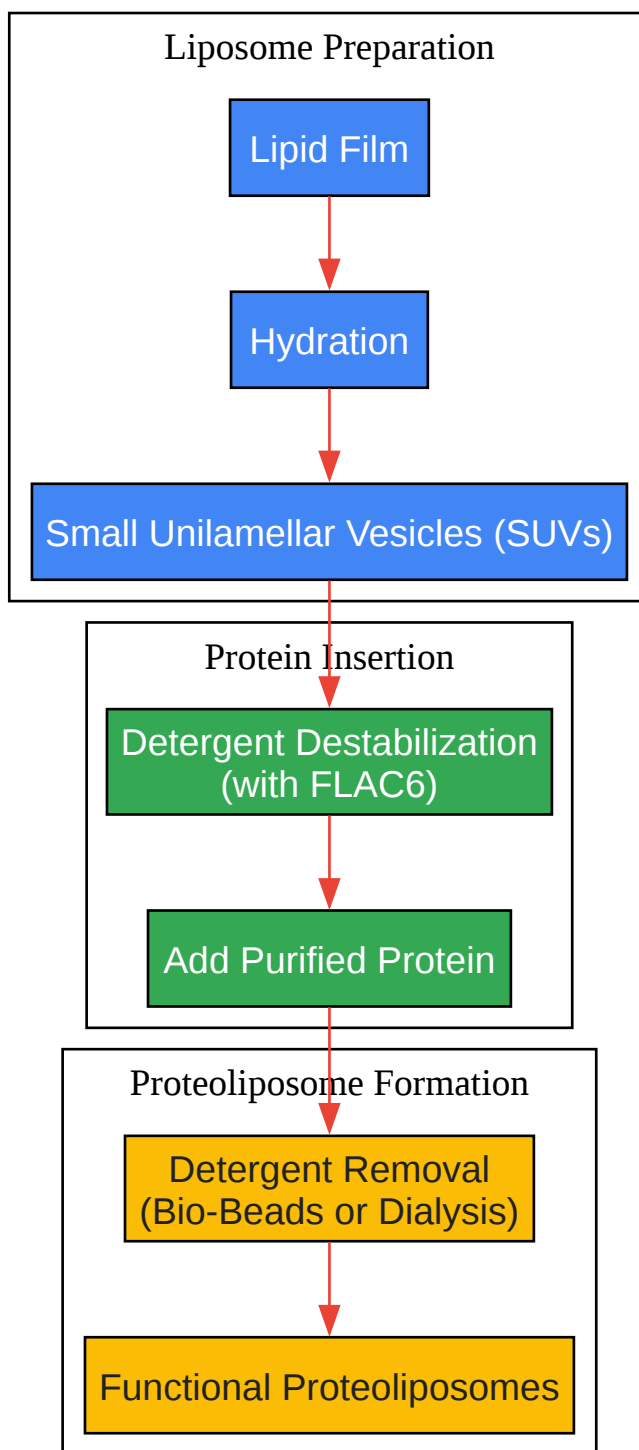 Liposome Preparation
Lipid Film
Hydration
Small Unilamellar Vesicles (SUVs)
Protein Insertion
Detergent Destabilization
(with FLAC6)
Add Purified Protein
Proteoliposome Formation
Detergent Removal
(Bio-Beads or Dialysis)
Functional Proteoliposomes